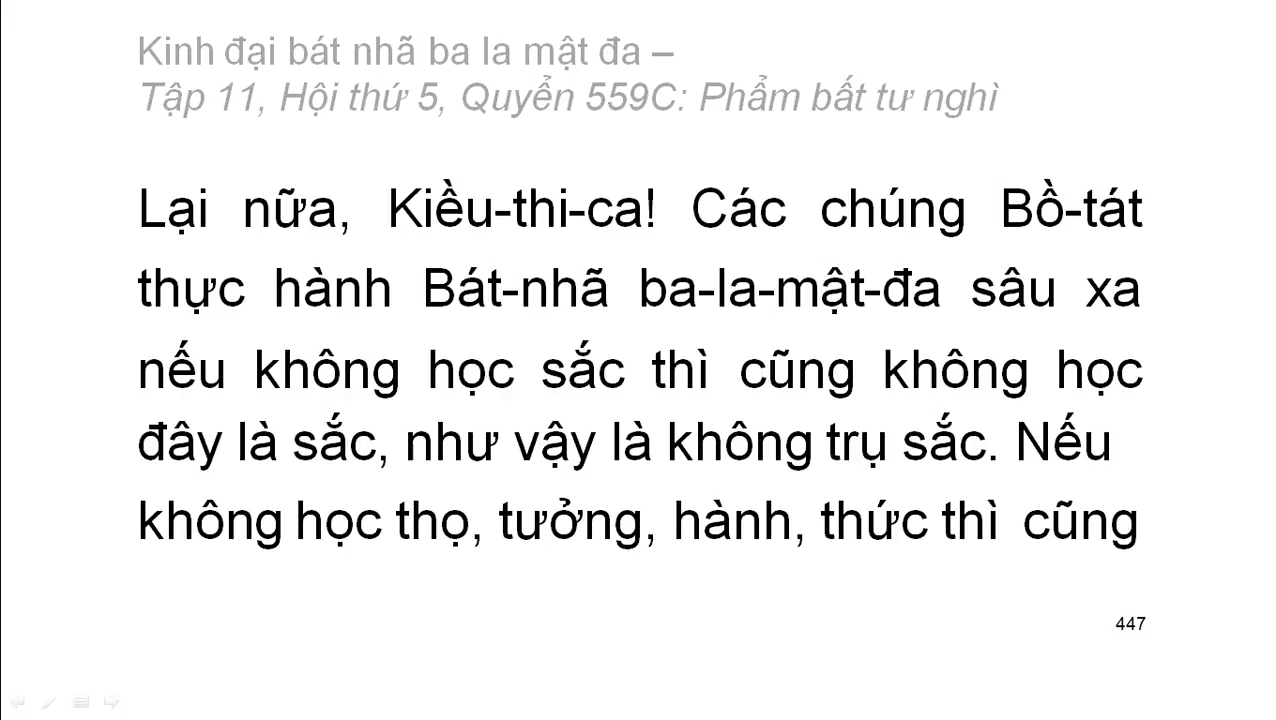 Kinh đại bát nhã ba la mật đa –
Tập 11, Hội thứ 5, Quyển 559C: Phẩm bất tư nghì
Lại nữa, Kiều-thi-ca! Các chúng Bồ-tát
thực hành Bát-nhã ba-la-mật-đa sâu xa
nếu không học sắc thì cũng không học
đây là sắc, như vậy là không trụ sắc. Nếu
không học thọ, tưởng, hành, thức thì cũng
447